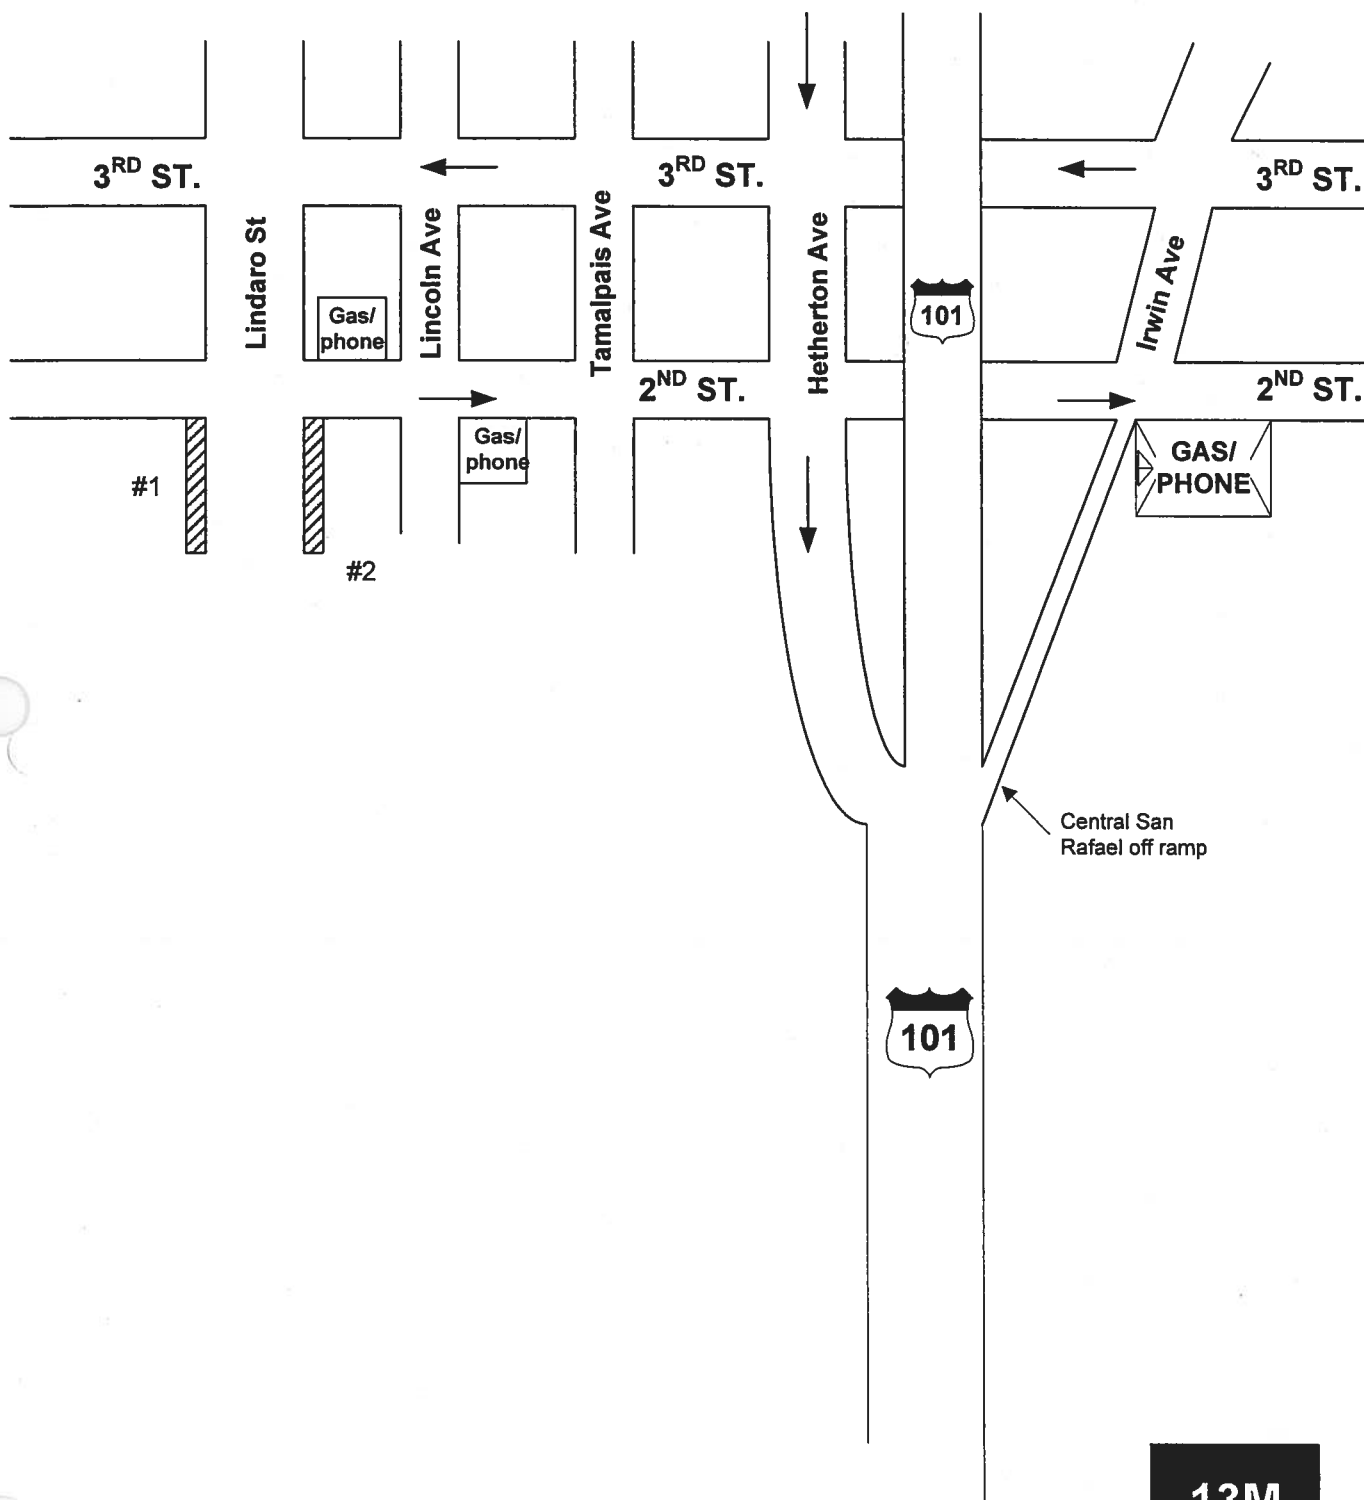 3RD ST.
3RD ST.
3RD ST.
Lindaro St
Lincoln Ave
Tamalpais Ave
Hetherton Ave
Irwin Ave
101
Gas/
phone
2ND ST.
2ND ST.
Gas/
phone
GAS/
PHONE
#1
#2
Central San
Rafael off ramp
101
13M